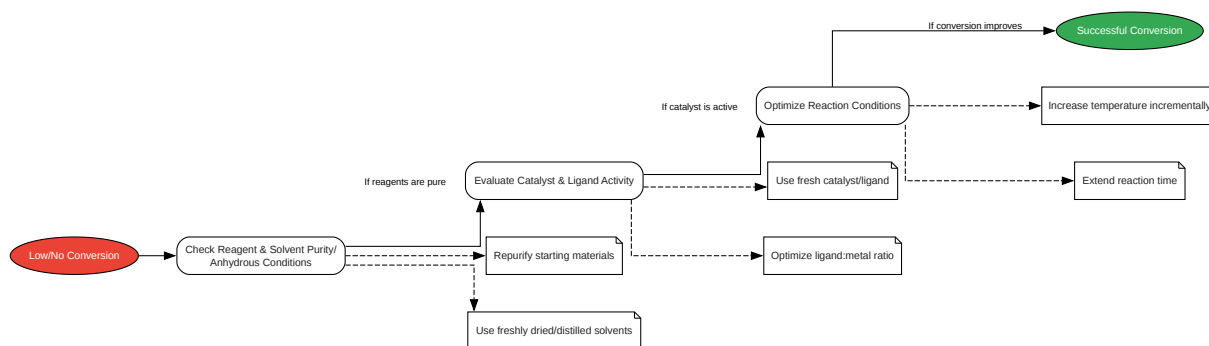 If conversion improves
Successful Conversion
If catalyst is active
Optimize Reaction Conditions
Increase temperature incrementally
If reagents are pure
Evaluate Catalyst & Ligand Activity
Use fresh catalyst/ligand
Extend reaction time
Low/No Conversion
Check Reagent & Solvent Purity/
Anhydrous Conditions
Repurify starting materials
Optimize ligand:metal ratio
Use freshly dried/distilled solvents